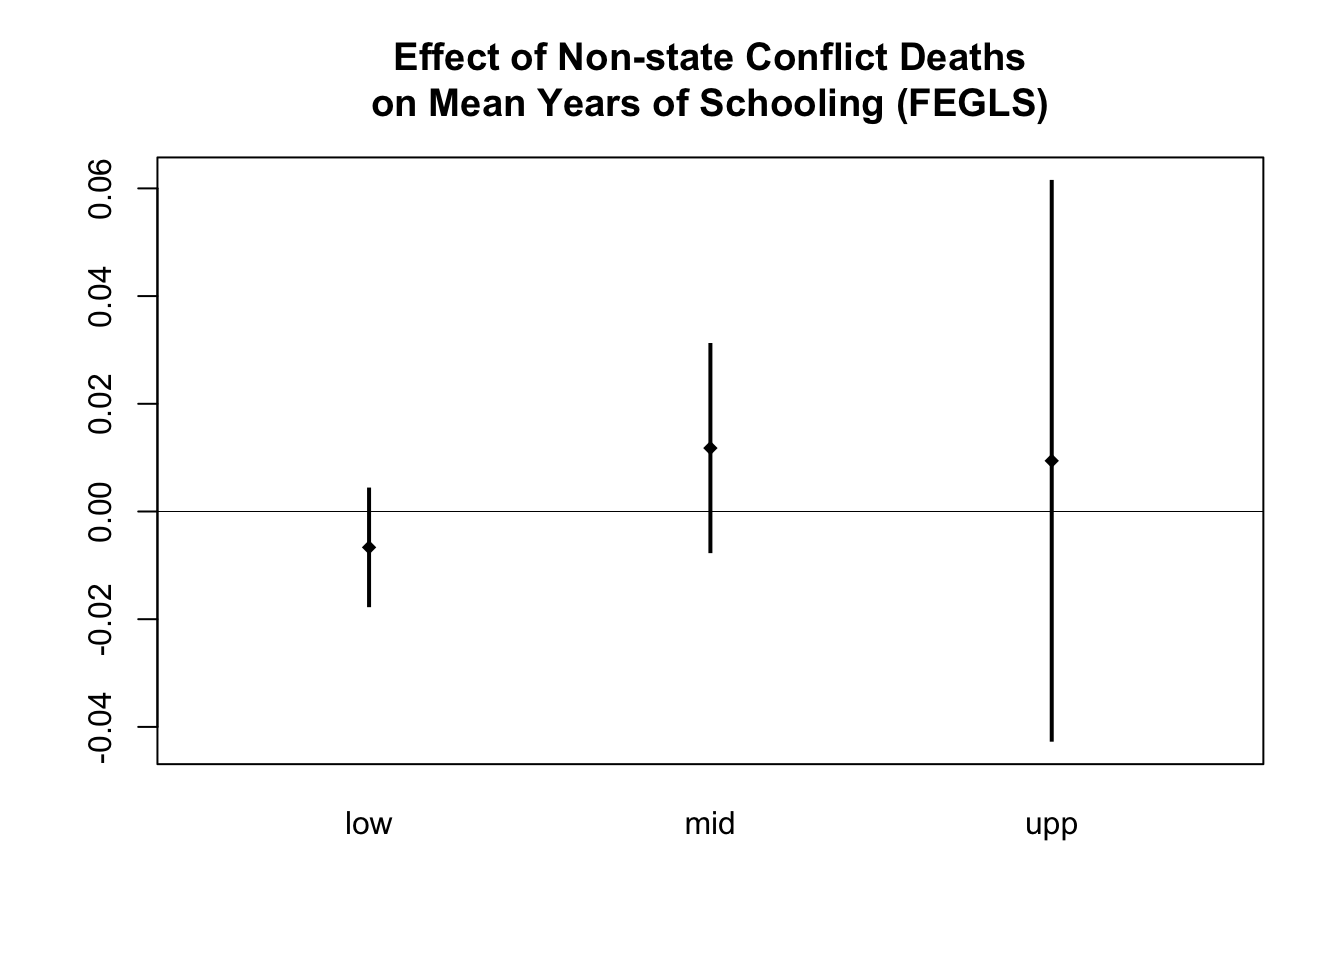 Effect of Non-state Conflict Deaths
on Mean Years of Schooling (FEGLS)
0.06
0.04
0.02
0.00
-0.02
-0.04
low mid upp